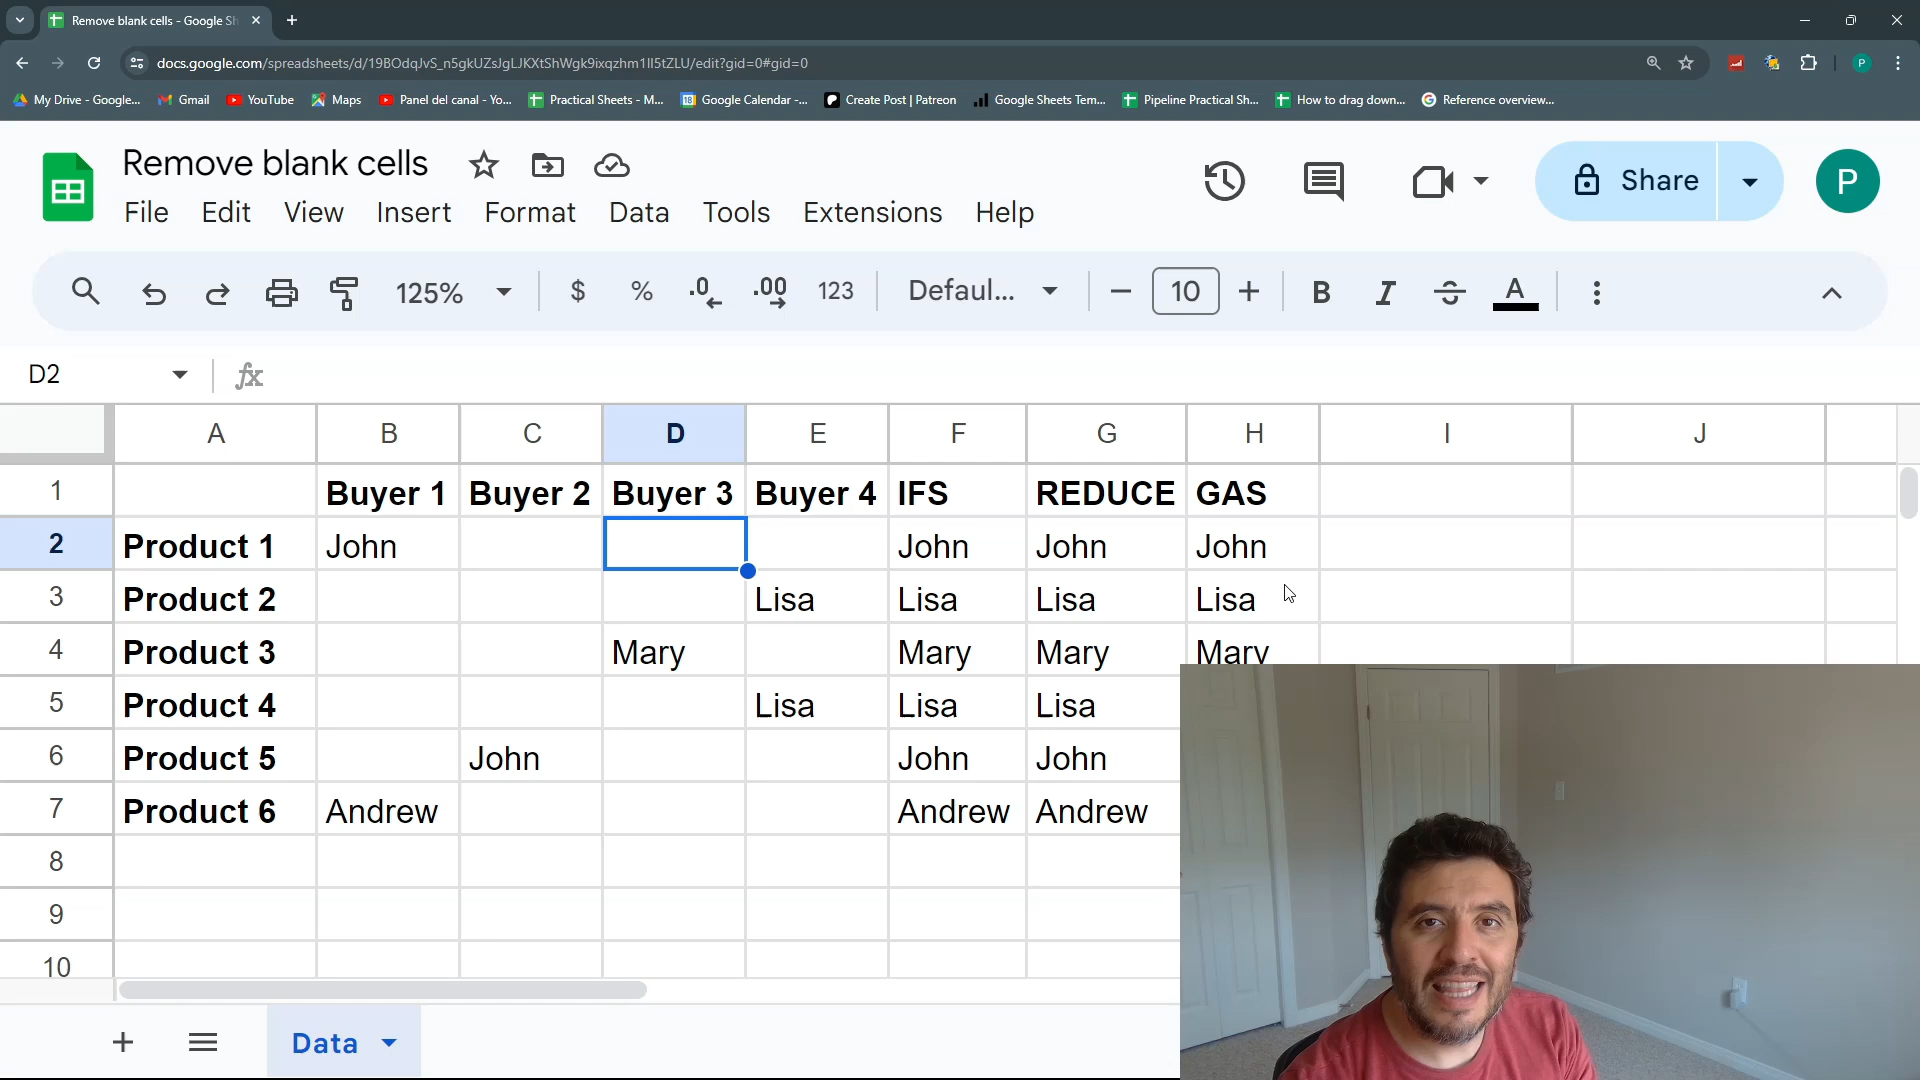 Remove blank cells - Google Sh
docs.google.com/spreadsheets/d/19BOdqJvS_n5gkUZsJgLJKXtShWgk9ixqzhm1Il5tZLU/edit?gid=0#gid=0
P
My Drive - Google... Gmail YouTube Maps Panel del canal - Yo... Practical Sheets - M... Google Calendar -... Create Post | Patreon Google Sheets Tem... Pipeline Practical Sh... How to drag down... Reference overview...
Remove blank cells
Share
P
File Edit View Insert Format Data Tools Extensions Help
125% $ % .0 .00 123 Defaul... 10 B I S A
D2 fx
A B C D E F G H I J
1 Buyer 1 Buyer 2 Buyer 3 Buyer 4 IFS REDUCE GAS
2 Product 1 John John John John
3 Product 2 Lisa Lisa Lisa Lisa
4 Product 3 Mary Mary Mary Mary
5 Product 4 Lisa Lisa Lisa
6 Product 5 John John John
7 Product 6 Andrew Andrew Andrew
8
9
10
Data